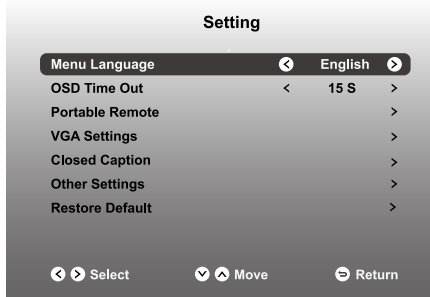 Setting
Menu Language English
OSD Time Out < 15 S >
Portable Remote >
VGA Settings >
Closed Caption >
Other Settings >
Restore Default >
Select Move Return